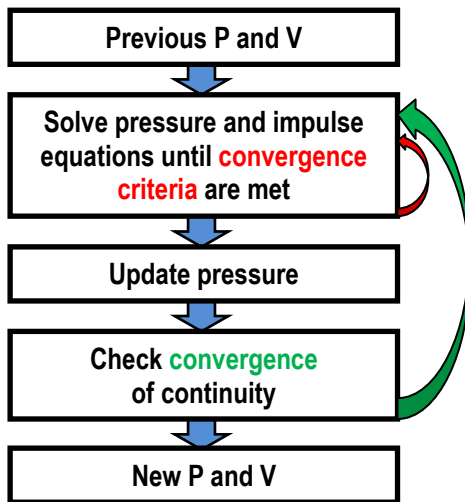 Previous P and V
Solve pressure and impulse
equations until convergence
criteria are met
Update pressure
Check convergence
of continuity
New P and V